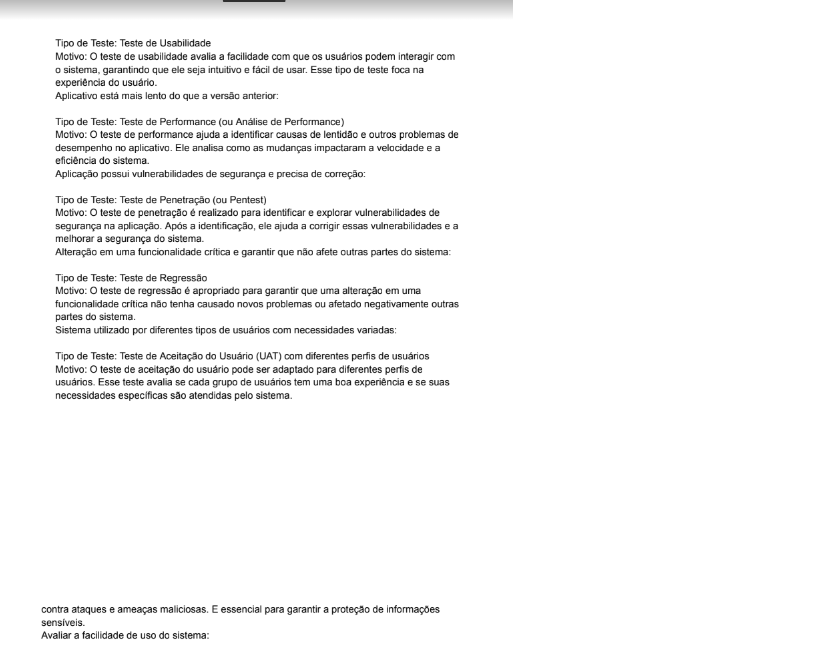 Tipo de Teste: Teste de Usabilidade
Motivo: O teste de usabilidade avalia a facilidade com que os usuários podem interagir com
o sistema, garantindo que ele seja intuitivo e fácil de usar. Esse tipo de teste foca na
experiência do usuário.
Aplicativo está mais lento do que a versão anterior:
Tipo de Teste: Teste de Performance (ou Análise de Performance)
Motivo: O teste de performance ajuda a identificar causas de lentidão e outros problemas de
desempenho no aplicativo. Ele analisa como as mudanças impactaram a velocidade e a
eficiência do sistema.
Aplicação possui vulnerabilidades de segurança e precisa de correção:
Tipo de Teste: Teste de Penetração (ou Pentest)
Motivo: O teste de penetração é realizado para identificar e explorar vulnerabilidades de
segurança na aplicação. Após a identificação, ele ajuda a corrigir essas vulnerabilidades e a
melhorar a segurança do sistema.
Alteração em uma funcionalidade crítica e garantir que não afete outras partes do sistema:
Tipo de Teste: Teste de Regressão
Motivo: O teste de regressão é apropriado para garantir que uma alteração em uma
funcionalidade crítica não tenha causado novos problemas ou afetado negativamente outras
partes do sistema.
Sistema utilizado por diferentes tipos de usuários com necessidades variadas:
Tipo de Teste: Teste de Aceitação do Usuário (UAT) com diferentes perfis de usuários
Motivo: O teste de aceitação do usuário pode ser adaptado para diferentes perfis de
usuários. Esse teste avalia se cada grupo de usuários tem uma boa experiência e se suas
necessidades específicas são atendidas pelo sistema.
contra ataques e ameaças maliciosas. E essencial para garantir a proteção de informações
sensíveis.
Avaliar a facilidade de uso do sistema: